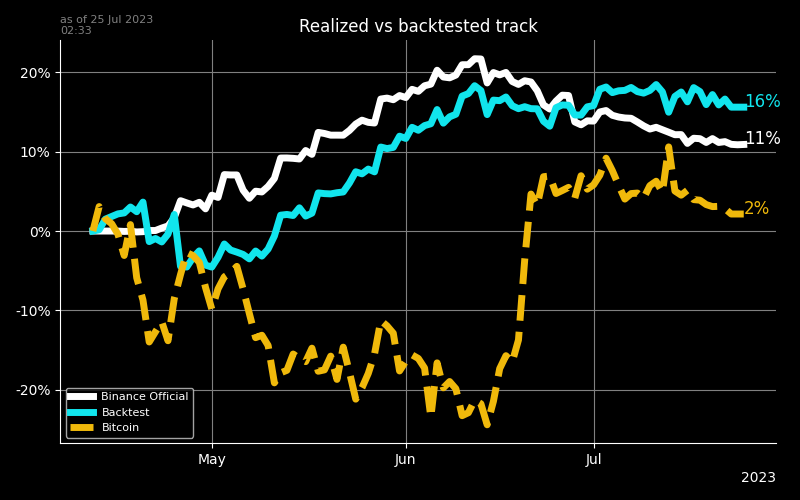 as of 25 Jul 2023
02:33
Realized vs backtested track
20%
10%
0%
-10%
-20%
16%
11%
2%
Binance Official
Backtest
Bitcoin
May
Jun
Jul
2023